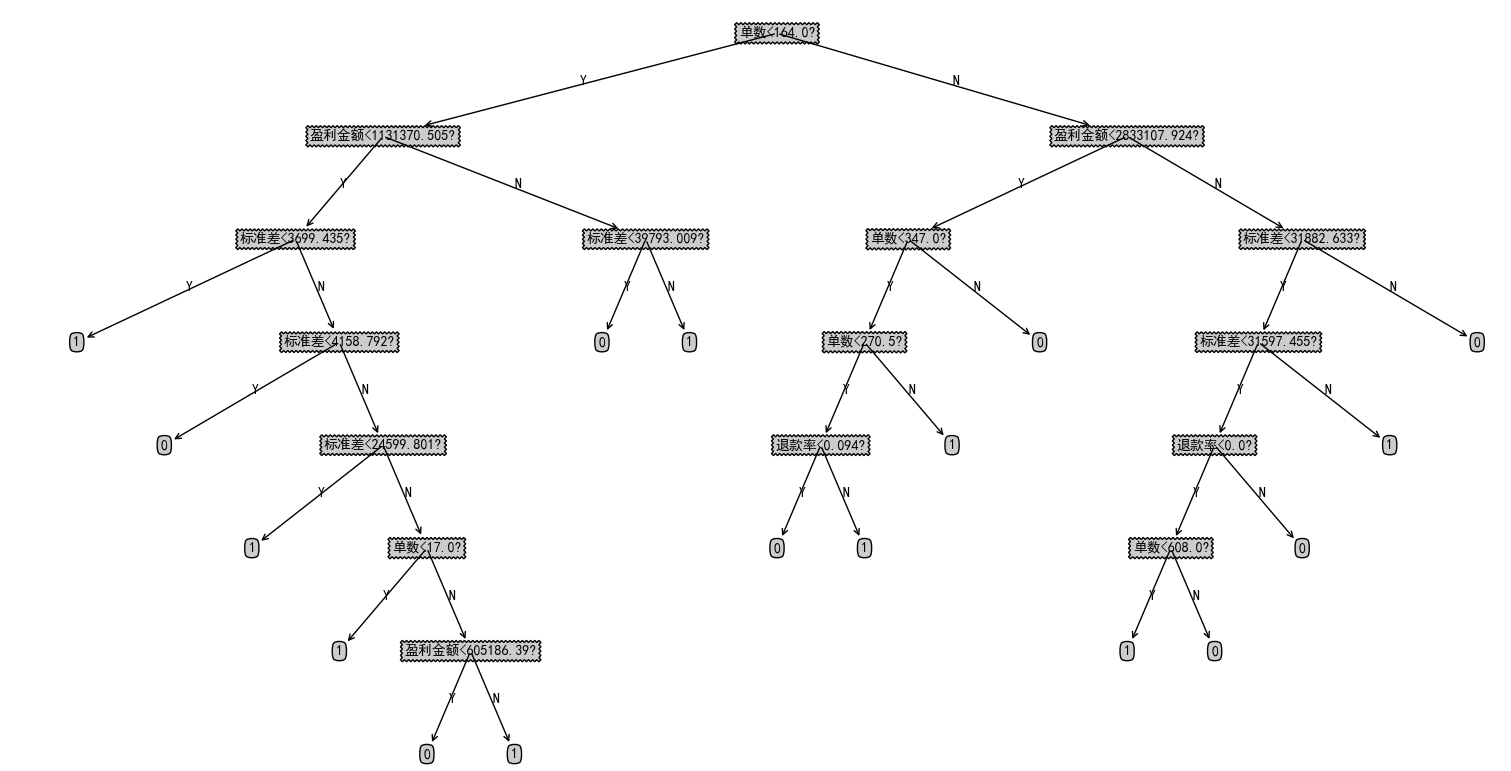 单数<164.0?
Y
N
盈利金额<1131370.505?
盈利金额<2833107.924?
Y
N
Y
N
标准差<3699.435?
标准差<39793.009?
单数<347.0?
标准差<31882.633?
Y
N
Y
N
Y
N
Y
N
1
标准差<4158.792?
0
1
单数<270.5?
0
标准差<31597.455?
0
Y
N
Y
N
Y
N
0
标准差<24599.801?
退款率<0.094?
1
退款率<0.0?
1
Y
N
Y
N
Y
N
1
单数<17.0?
0
1
单数<608.0?
0
Y
N
Y
N
1
盈利金额<605186.39?
1
0
Y
N
0
1